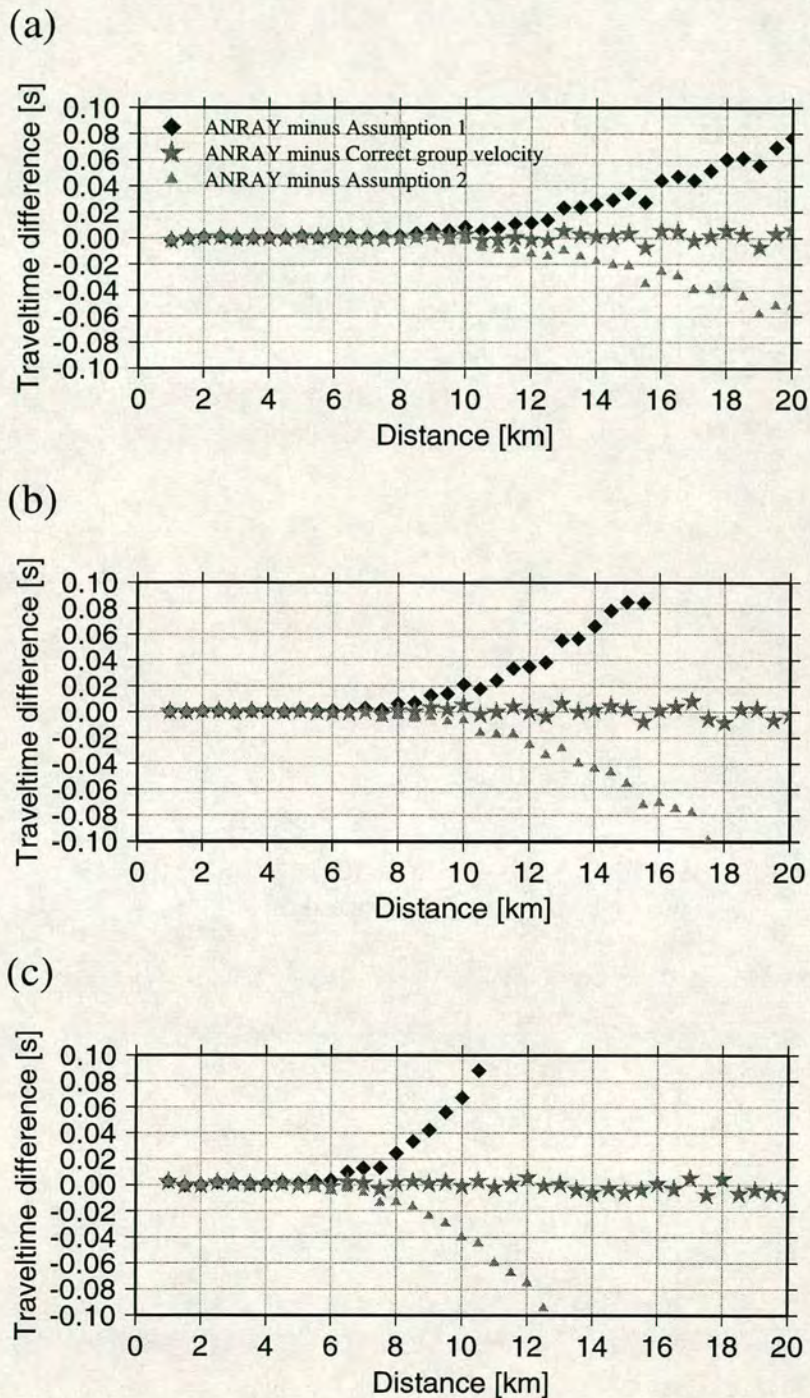 (a)
Traveltime difference [s]
0.10
0.08
0.06
0.04
0.02
0.00
-0.02
-0.04
-0.06
-0.08
-0.10
ANRAY minus Assumption 1
ANRAY minus Correct group velocity
ANRAY minus Assumption 2
0 2 4 6 8 10 12 14 16 18 20
Distance [km]
(b)
Traveltime difference [s]
0.10
0.08
0.06
0.04
0.02
0.00
-0.02
-0.04
-0.06
-0.08
-0.10
0 2 4 6 8 10 12 14 16 18 20
Distance [km]
(c)
Traveltime difference [s]
0.10
0.08
0.06
0.04
0.02
0.00
-0.02
-0.04
-0.06
-0.08
-0.10
0 2 4 6 8 10 12 14 16 18 20
Distance [km]